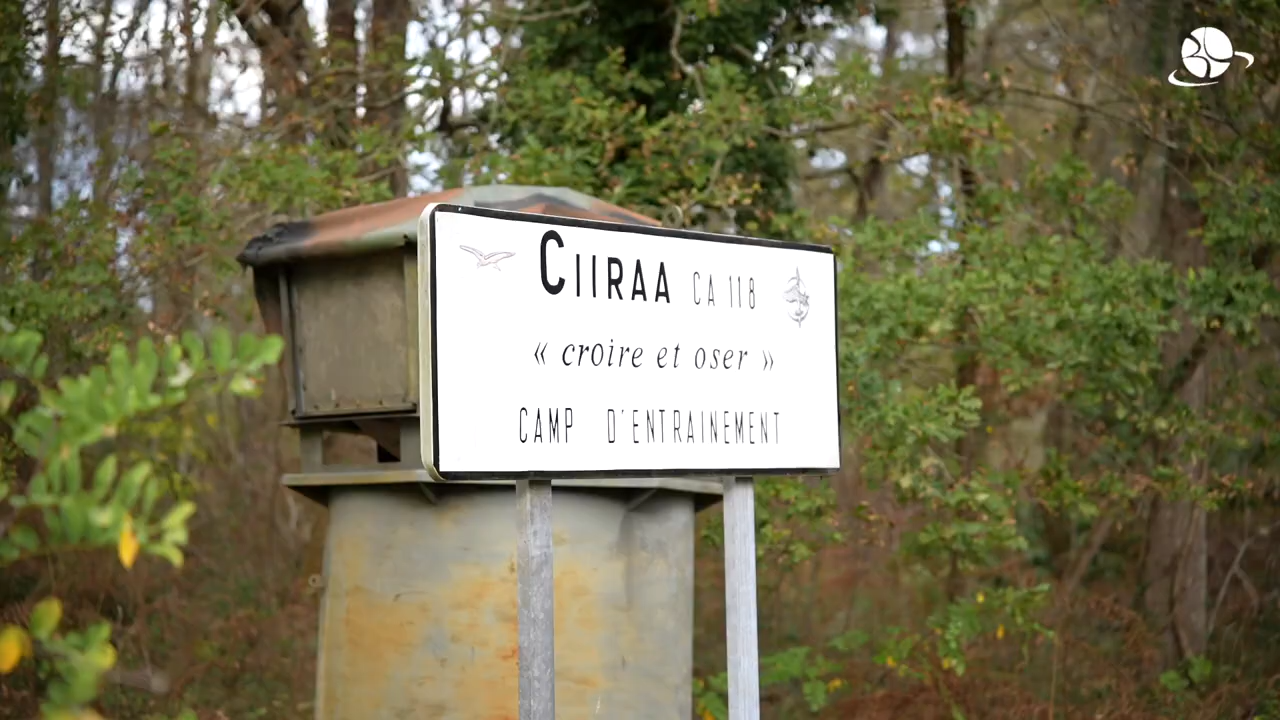 CIIRAA CA 118
« croire et oser »
CAMP D'ENTRAINEMENT